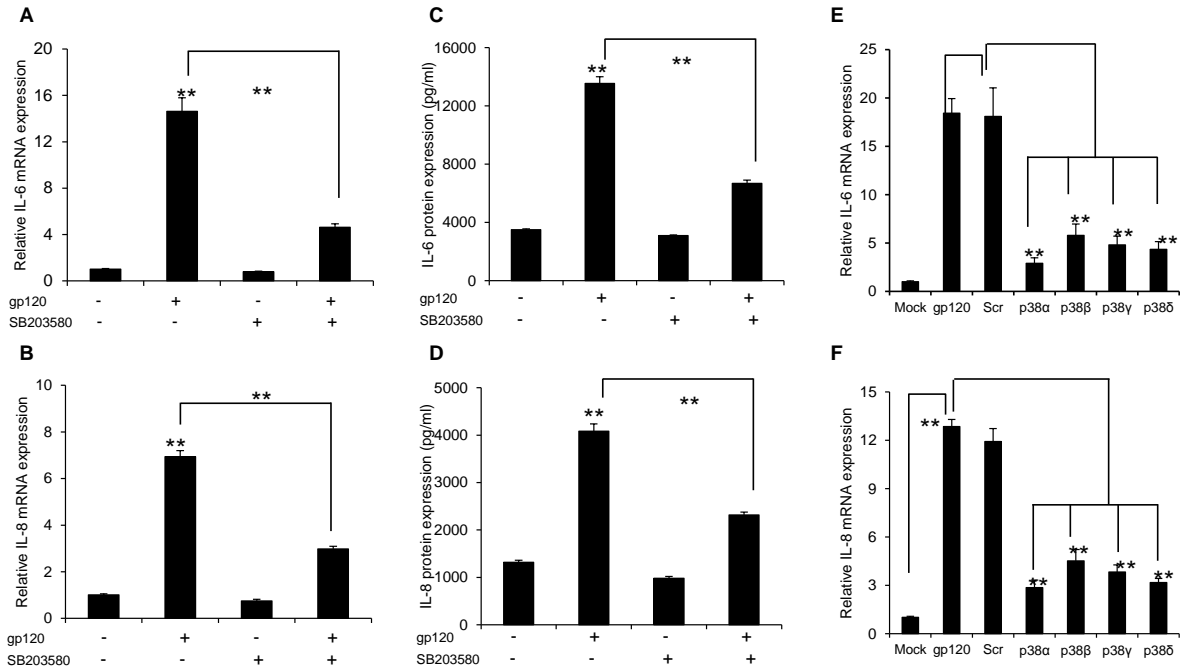 A
Relative IL-6 mRNA expression
20
16
12
8
4
0
**
**
gp120 - + - +
SB203580 - - + +
B
Relative IL-8 mRNA expression
10
8
6
4
2
0
**
**
gp120 - + - +
SB203580 - - + +
C
IL-6 protein expression (pg/ml)
16000
12000
8000
4000
0
**
**
gp120 - + - +
SB203580 - - + +
D
IL-8 protein expression (pg/ml)
5000
4000
3000
2000
1000
0
**
**
gp120 - + - +
SB203580 - - + +
E
Relative IL-6 mRNA expression
25
20
15
10
5
0
**
**
**
**
Mock gp120 Scr p38α p38β p38γ p38δ
F
Relative IL-8 mRNA expression
15
12
9
6
3
0
**
**
**
**
**
Mock gp120 Scr p38α p38β p38γ p38δ